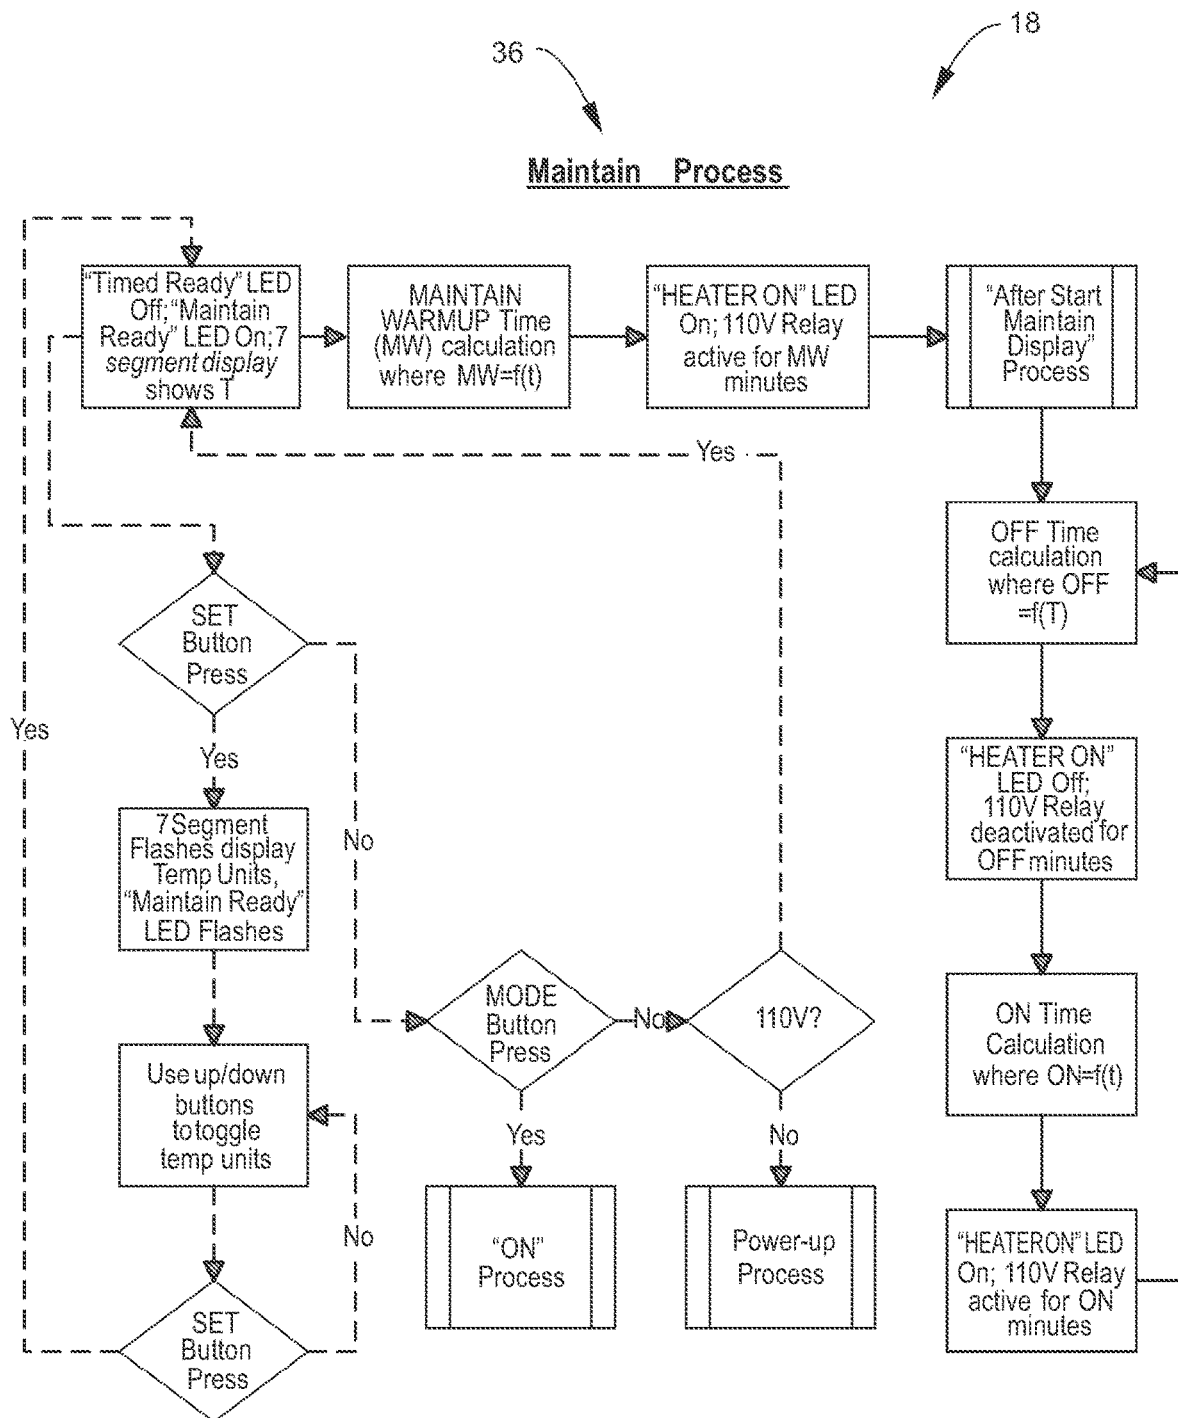 18
36
Maintain Process
"Timed Ready" LED
Off; "Maintain
Ready" LED On; 7
segment display
shows T
MAINTAIN
WARMUP Time
(MW) calculation
where MW=f(t)
"HEATER ON" LED
On; 110V Relay
active for MW
minutes
"After Start
Maintain
Display"
Process
Yes
OFF Time
calculation
where OFF
=f(T)
SET
Button
Press
Yes
Yes
No
"HEATER ON"
LED Off;
110V Relay
deactivated for
OFF minutes
7 Segment
Flashes display
Temp Units,
"Maintain Ready"
LED Flashes
MODE
Button
Press
No
110V?
ON Time
Calculation
where ON=f(t)
Use up/down
buttons
to toggle
temp units
Yes
No
No
"ON"
Process
Power-up
Process
"HEATER ON" LED
On; 110V Relay
active for ON
minutes
SET
Button
Press